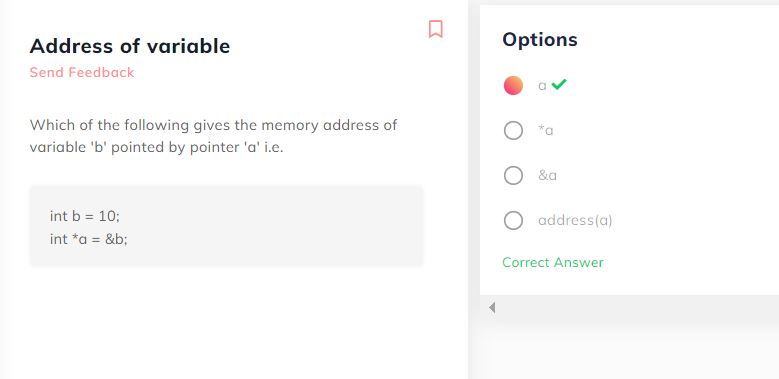 Address of variable
Send Feedback
Which of the following gives the memory address of
variable 'b' pointed by pointer 'a' i.e.
int b = 10;
int *a = &b;
Options
a
*a
&a
address(a)
Correct Answer